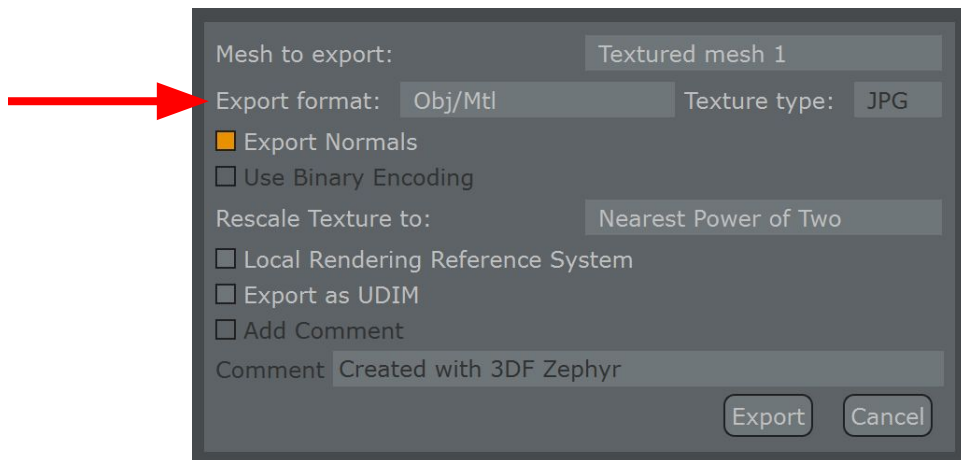 Mesh to export: Textured mesh 1
Export format: Obj/Mtl Texture type: JPG
Export Normals
Use Binary Encoding
Rescale Texture to: Nearest Power of Two
Local Rendering Reference System
Export as UDIM
Add Comment
Comment Created with 3DF Zephyr
Export Cancel